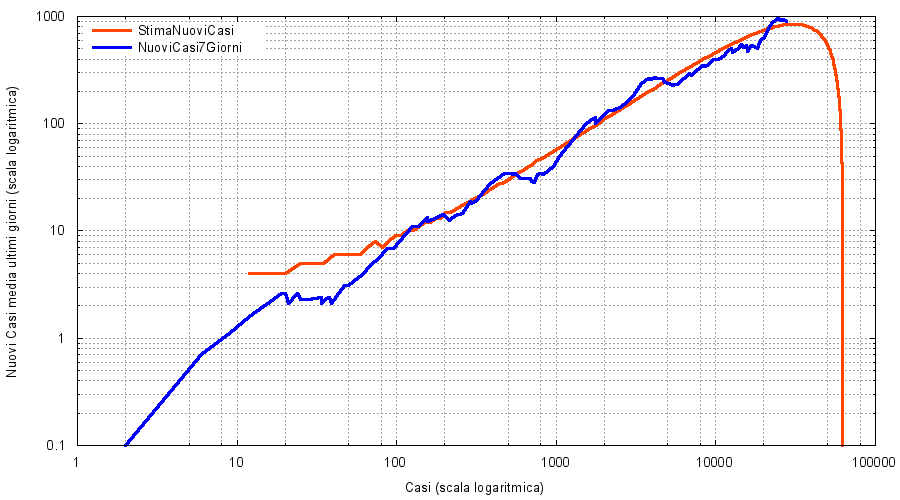 1000
100
10
1
0.1
StimaNuoviCasi
NuoviCasi7Giorni
Nuovi Casi media ultimi giorni (scala logaritmica)
1
10
100
1000
10000
100000
Casi (scala logaritmica)